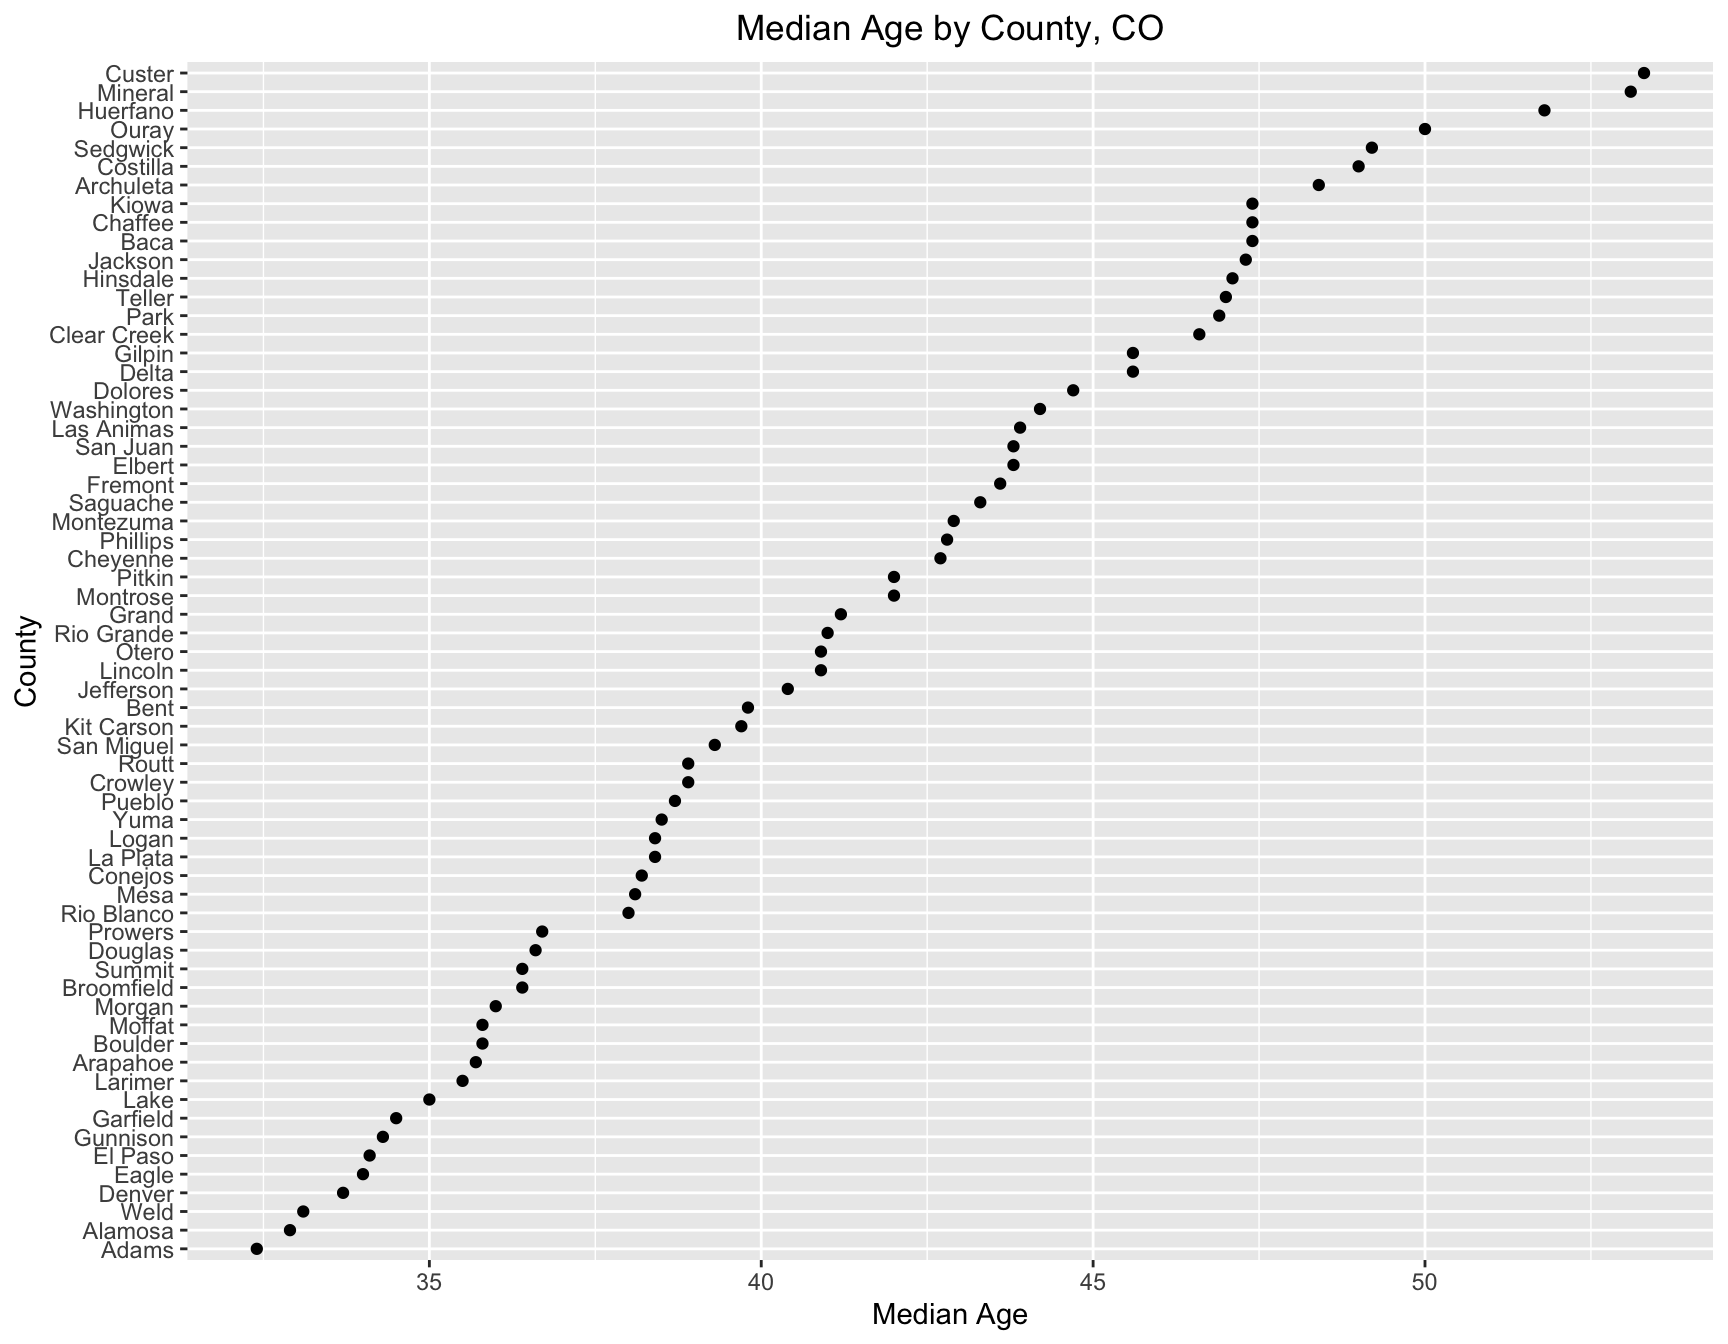 Median Age by County, CO
Custer
Mineral
Huerfano
Ouray
Sedgwick
Costilla
Archuleta
Kiowa
Chaffee
Baca
Jackson
Hinsdale
Teller
Park
Clear Creek
Gilpin
Delta
Dolores
Washington
Las Animas
San Juan
Elbert
Fremont
Saguache
Montezuma
Phillips
Cheyenne
Pitkin
Montrose
Grand
Rio Grande
Otero
Lincoln
Jefferson
Bent
Kit Carson
San Miguel
Routt
Crowley
Pueblo
Yuma
Logan
La Plata
Conejos
Mesa
Rio Blanco
Prowers
Douglas
Summit
Broomfield
Morgan
Moffat
Boulder
Arapahoe
Larimer
Lake
Garfield
Gunnison
El Paso
Eagle
Denver
Weld
Alamosa
Adams
County
35 40 45 50
Median Age